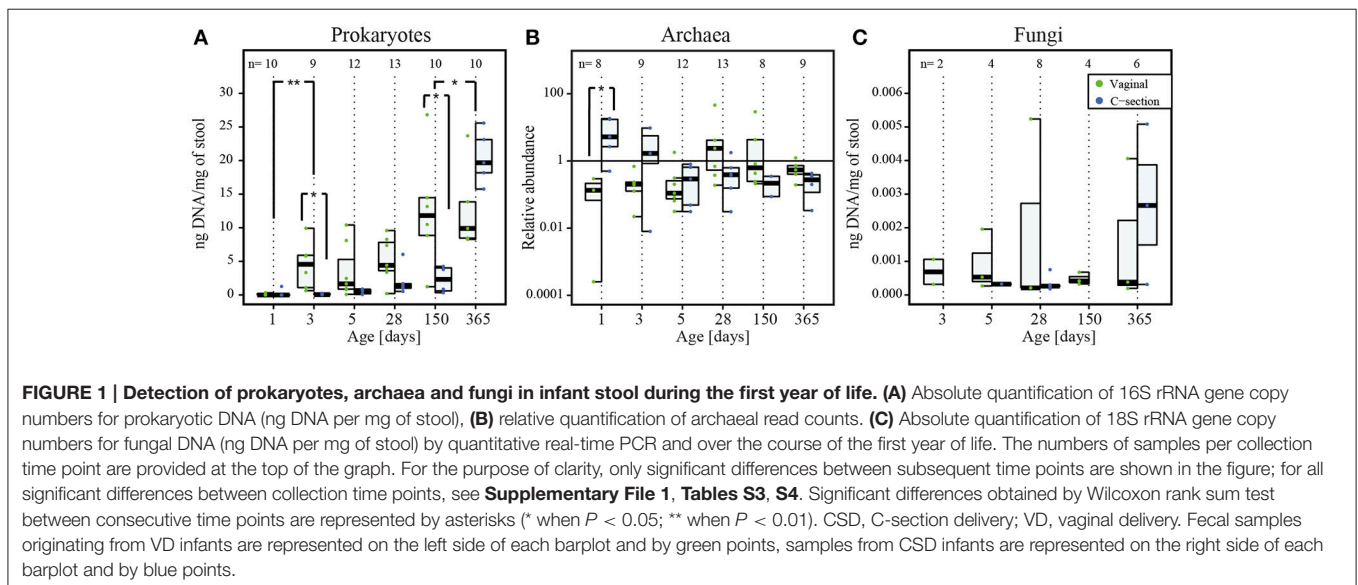 A Prokaryotes
n= 10 9 12 13 10 10
** * * *
30
25
20
15
10
5
0
ng DNA/mg of stool
1 3 5 28 150 365
Age [days]
B Archaea
n= 8 9 12 13 8 9
*
100
1
0.01
0.0001
Relative abundance
1 3 5 28 150 365
Age [days]
C Fungi
n= 2 4 8 4 6
Vaginal
C-section
0.006
0.005
0.004
0.003
0.002
0.001
0.000
ng DNA/mg of stool
3 5 28 150 365
Age [days]
FIGURE 1 | Detection of prokaryotes, archaea and fungi in infant stool during the first year of life. (A) Absolute quantification of 16S rRNA gene copy
numbers for prokaryotic DNA (ng DNA per mg of stool), (B) relative quantification of archaeal read counts. (C) Absolute quantification of 18S rRNA gene copy
numbers for fungal DNA (ng DNA per mg of stool) by quantitative real-time PCR and over the course of the first year of life. The numbers of samples per collection
time point are provided at the top of the graph. For the purpose of clarity, only significant differences between subsequent time points are shown in the figure; for all
significant differences between collection time points, see Supplementary File 1, Tables S3, S4. Significant differences obtained by Wilcoxon rank sum test
between consecutive time points are represented by asterisks (* when P < 0.05; ** when P < 0.01). CSD, C-section delivery; VD, vaginal delivery. Fecal samples
originating from VD infants are represented on the left side of each barplot and by green points, samples from CSD infants are represented on the right side of each
barplot and by blue points.